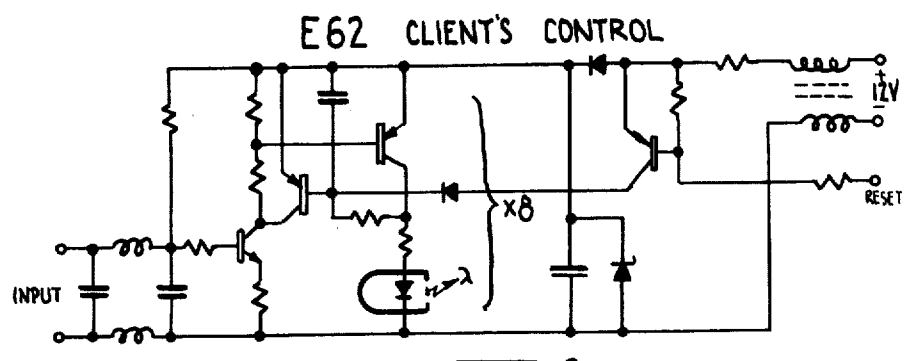 E62 CLIENT'S CONTROL
+
12V
-
RESET
x8
λ
INPUT